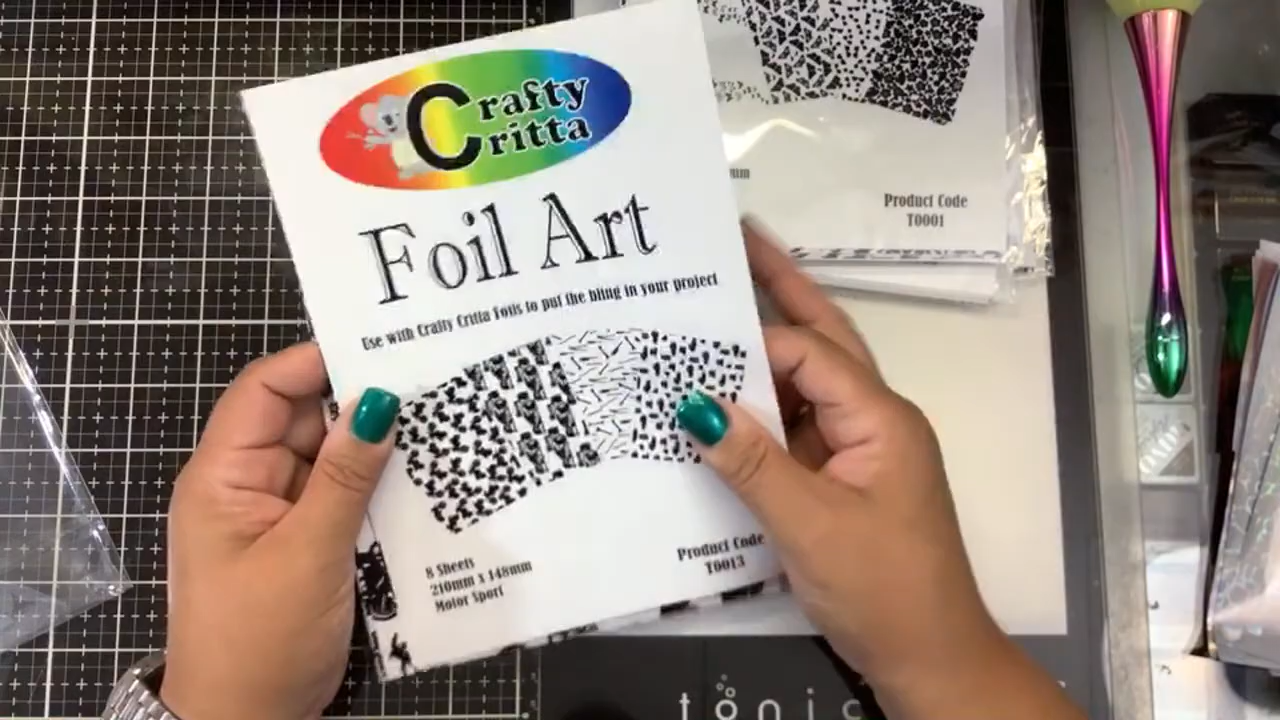 Crafty
Critta
Foil Art
Use with Crafty Critta Foils to put the bling in your project
8 Sheets
210mm x 148mm
Motor Sport
Product Code
T0013
Product Code
T0001
tonic